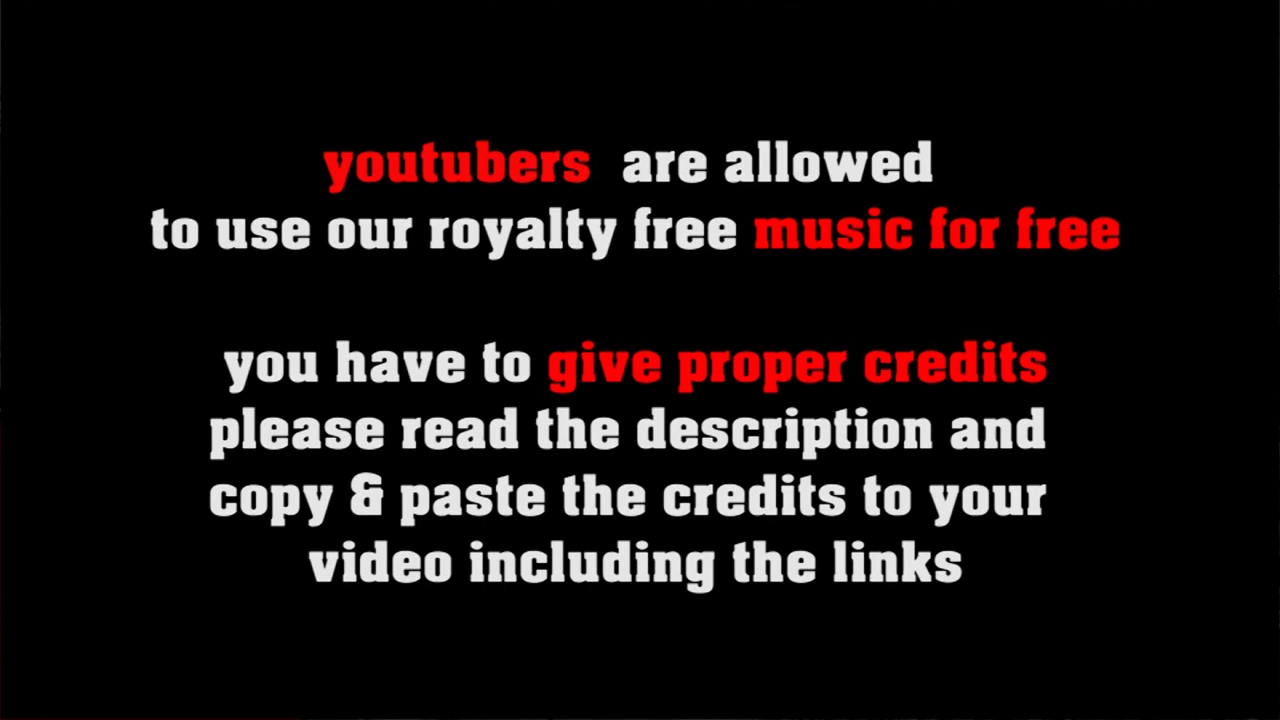 youtubers are allowed
to use our royalty free music for free
you have to give proper credits
please read the description and
copy & paste the credits to your
video including the links